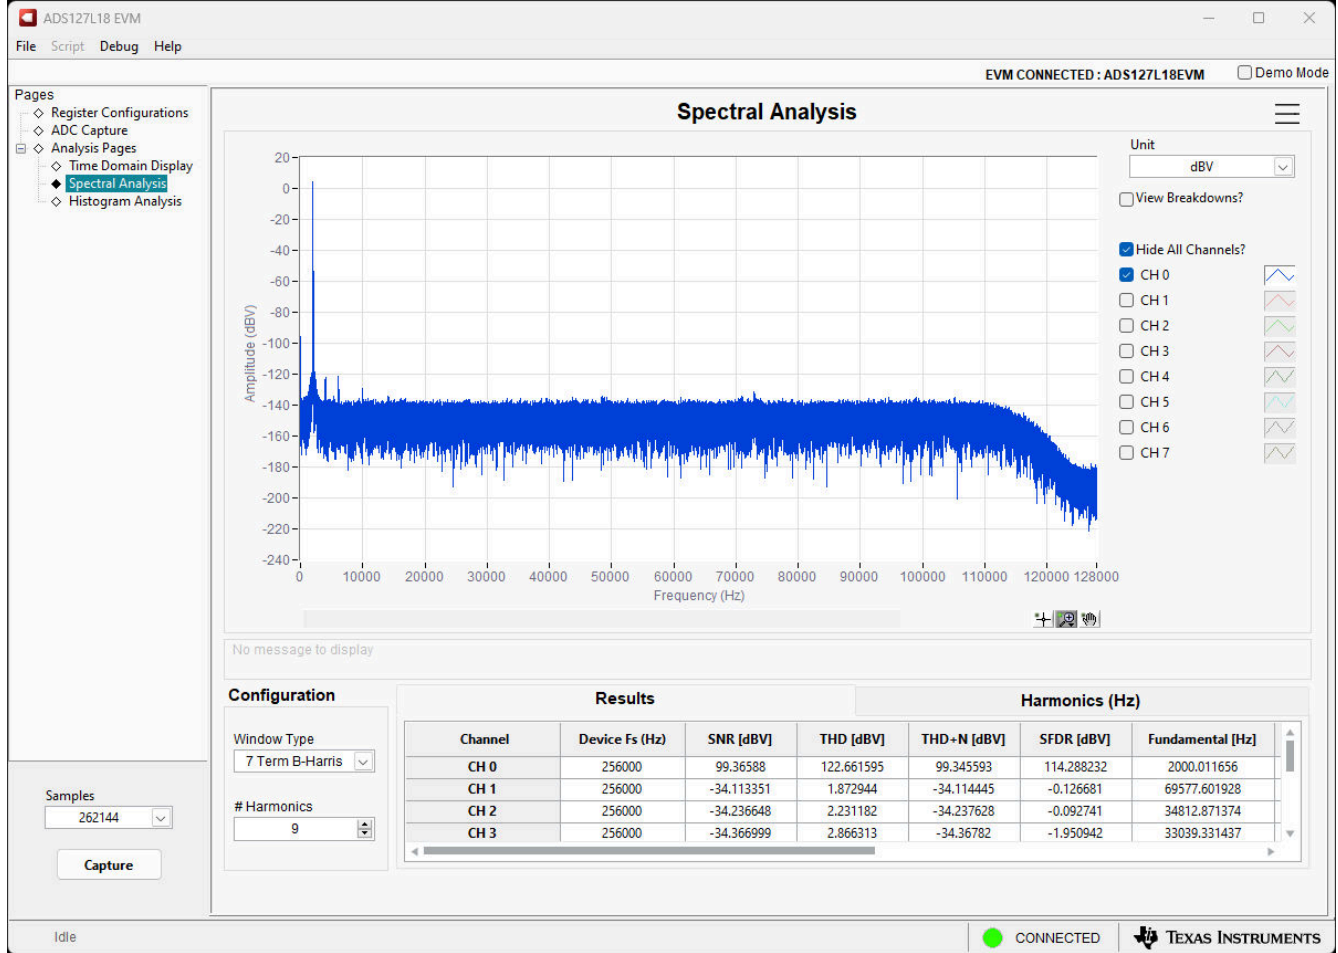 ADS127L18 EVM
File Script Debug Help
EVM CONNECTED : ADS127L18EVM Demo Mode
Pages
Register Configurations
ADC Capture
Analysis Pages
Time Domain Display
Spectral Analysis
Histogram Analysis
Spectral Analysis
Unit
dBV
View Breakdowns?
Hide All Channels?
CH 0
CH 1
CH 2
CH 3
CH 4
CH 5
CH 6
CH 7
Amplitude (dBV)
20
0
-20
-40
-60
-80
-100
-120
-140
-160
-180
-200
-220
-240
0 10000 20000 30000 40000 50000 60000 70000 80000 90000 100000 110000 120000 128000
Frequency (Hz)
No message to display
Configuration
Window Type
7 Term B-Harris
# Harmonics
9
Results Harmonics (Hz)
Channel Device Fs (Hz) SNR [dBV] THD [dBV] THD+N [dBV] SFDR [dBV] Fundamental [Hz]
CH 0 256000 99.36588 122.661595 99.345593 114.288232 2000.011656
CH 1 256000 -34.113351 1.872944 -34.114445 -0.126681 69577.601928
CH 2 256000 -34.236648 2.231182 -34.237628 -0.092741 34812.871374
CH 3 256000 -34.366999 2.866313 -34.36782 -1.950942 33039.331437
Samples
262144
Capture
Idle
CONNECTED
TEXAS INSTRUMENTS